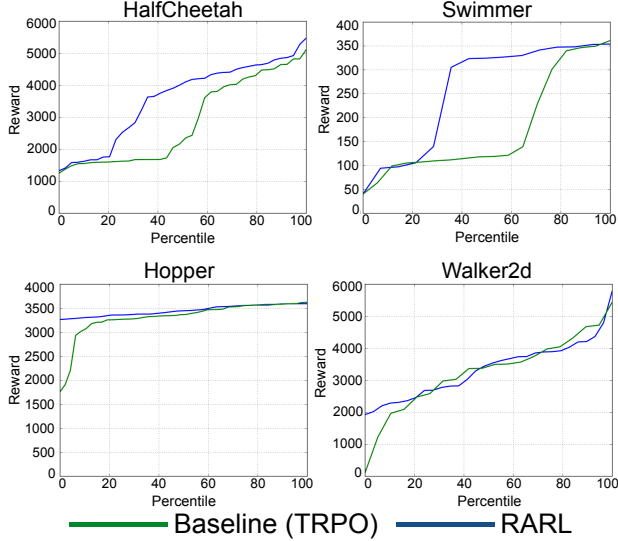 HalfCheetah
6000
5000
4000
3000
2000
1000
0
Reward
0 20 40 60 80 100
Percentile
Swimmer
400
350
300
250
200
150
100
50
0
Reward
0 20 40 60 80 100
Percentile
Hopper
4000
3500
3000
2500
2000
1500
1000
500
0
Reward
0 20 40 60 80 100
Percentile
Walker2d
6000
5000
4000
3000
2000
1000
0
Reward
0 20 40 60 80 100
Percentile
Baseline (TRPO) RARL